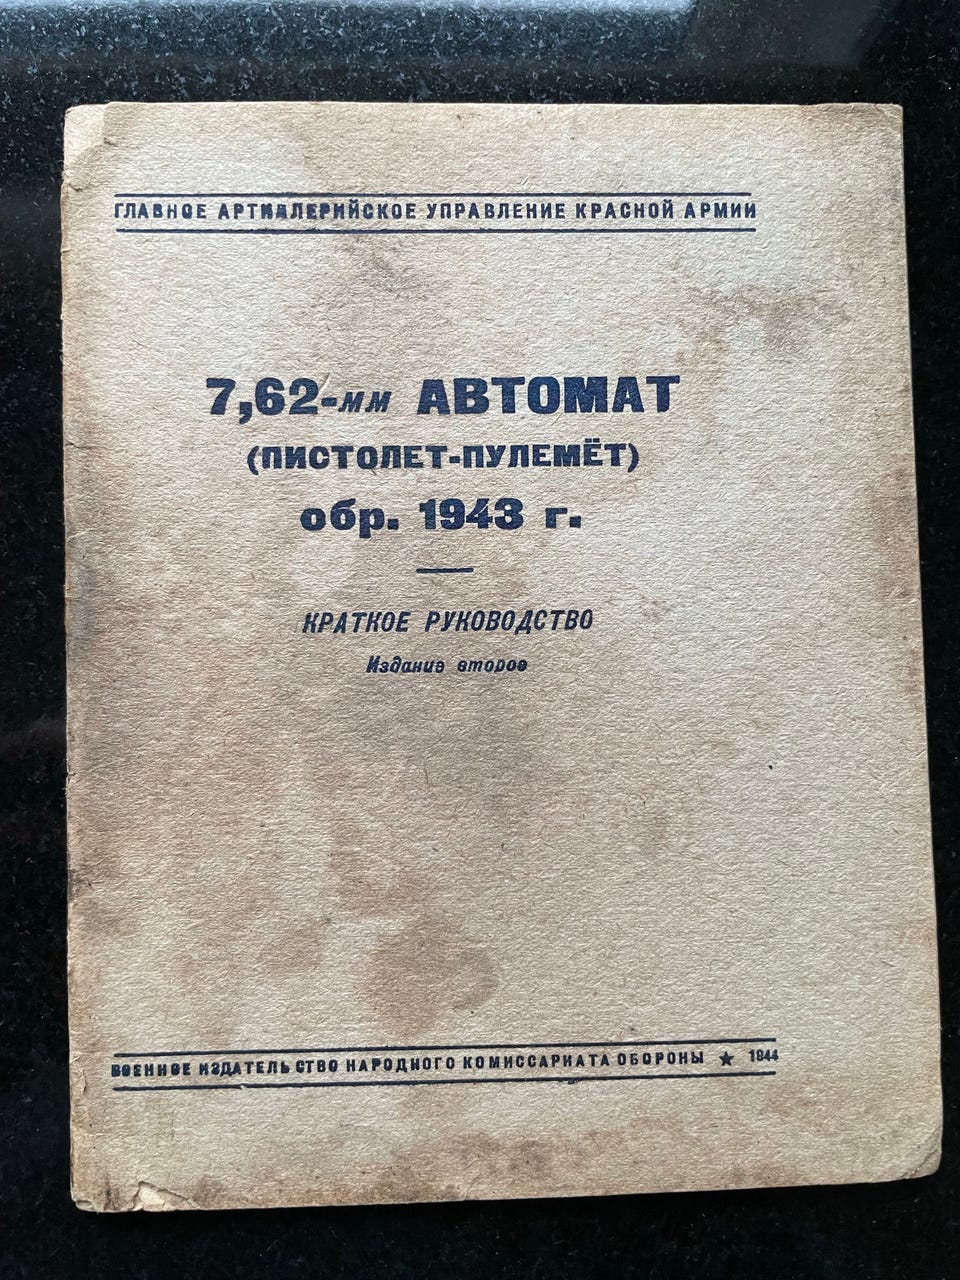 ГЛАВНОЕ АРТИЛЛЕРИЙСКОЕ УПРАВЛЕНИЕ КРАСНОЙ АРМИИ
7,62-мм АВТОМАТ
(ПИСТОЛЕТ-ПУЛЕМЁТ)
обр. 1943 г.
КРАТКОЕ РУКОВОДСТВО
Издание второе
ВОЕННОЕ ИЗДАТЕЛЬСТВО НАРОДНОГО КОМИССАРИАТА ОБОРОНЫ ★ 1944